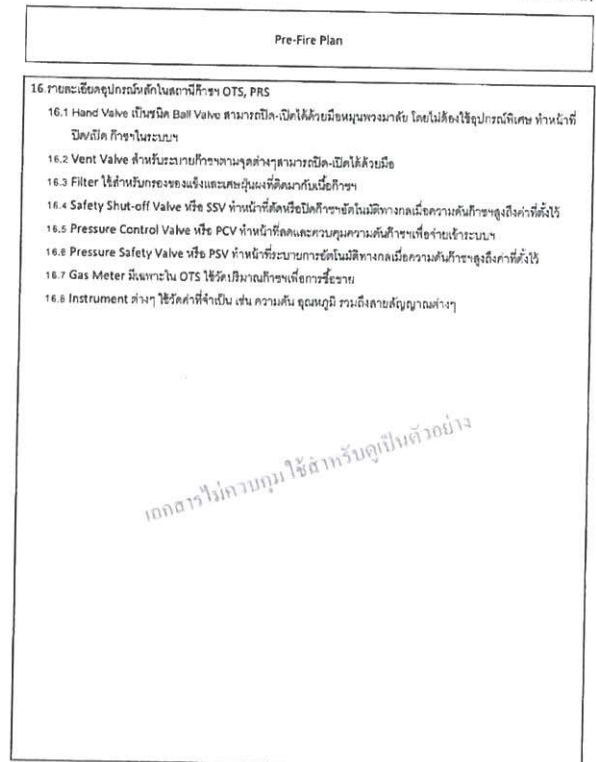 Pre-Fire Plan
16.รายละเอียดอุปกรณ์หลักในสถานีก๊าซฯ OTS, PRS
16.1 Hand Valve เป็นชนิด Ball Valve สามารถปิด-เปิดได้ด้วยมือหมุนพวงมาลัย โดยไม่ต้องใช้อุปกรณ์พิเศษ ทำหน้าที่
ปิด/เปิด ก๊าซฯในระบบฯ
16.2 Vent Valve สำหรับระบายก๊าซฯตามจุดต่างๆสามารถปิด-เปิดได้ด้วยมือ
16.3 Filter ใช้สำหรับกรองของแข็งและเศษฝุ่นผงที่ติดมากับเนื้อก๊าซฯ
16.4 Safety Shut-off Valve หรือ SSV ทำหน้าที่ตัดหรือปิดก๊าซฯอัตโนมัติทางกลเมื่อความดันก๊าซฯสูงถึงค่าที่ตั้งไว้
16.5 Pressure Control Valve หรือ PCV ทำหน้าที่ลดและควบคุมความดันก๊าซฯเพื่อจ่ายเข้าระบบฯ
16.6 Pressure Safety Valve หรือ PSV ทำหน้าที่ระบายการอัตโนมัติทางกลเมื่อความดันก๊าซฯสูงถึงค่าที่ตั้งไว้
16.7 Gas Meter มีเฉพาะใน OTS ใช้วัดปริมาณก๊าซฯเพื่อการซื้อขาย
16.8 Instrument ต่างๆ ใช้วัดค่าที่จำเป็น เช่น ความดัน อุณหภูมิ รวมถึงสายสัญญาณต่างๆ
เอกสารไม่ควบคุม ใช้สำหรับดูเป็นตัวอย่าง